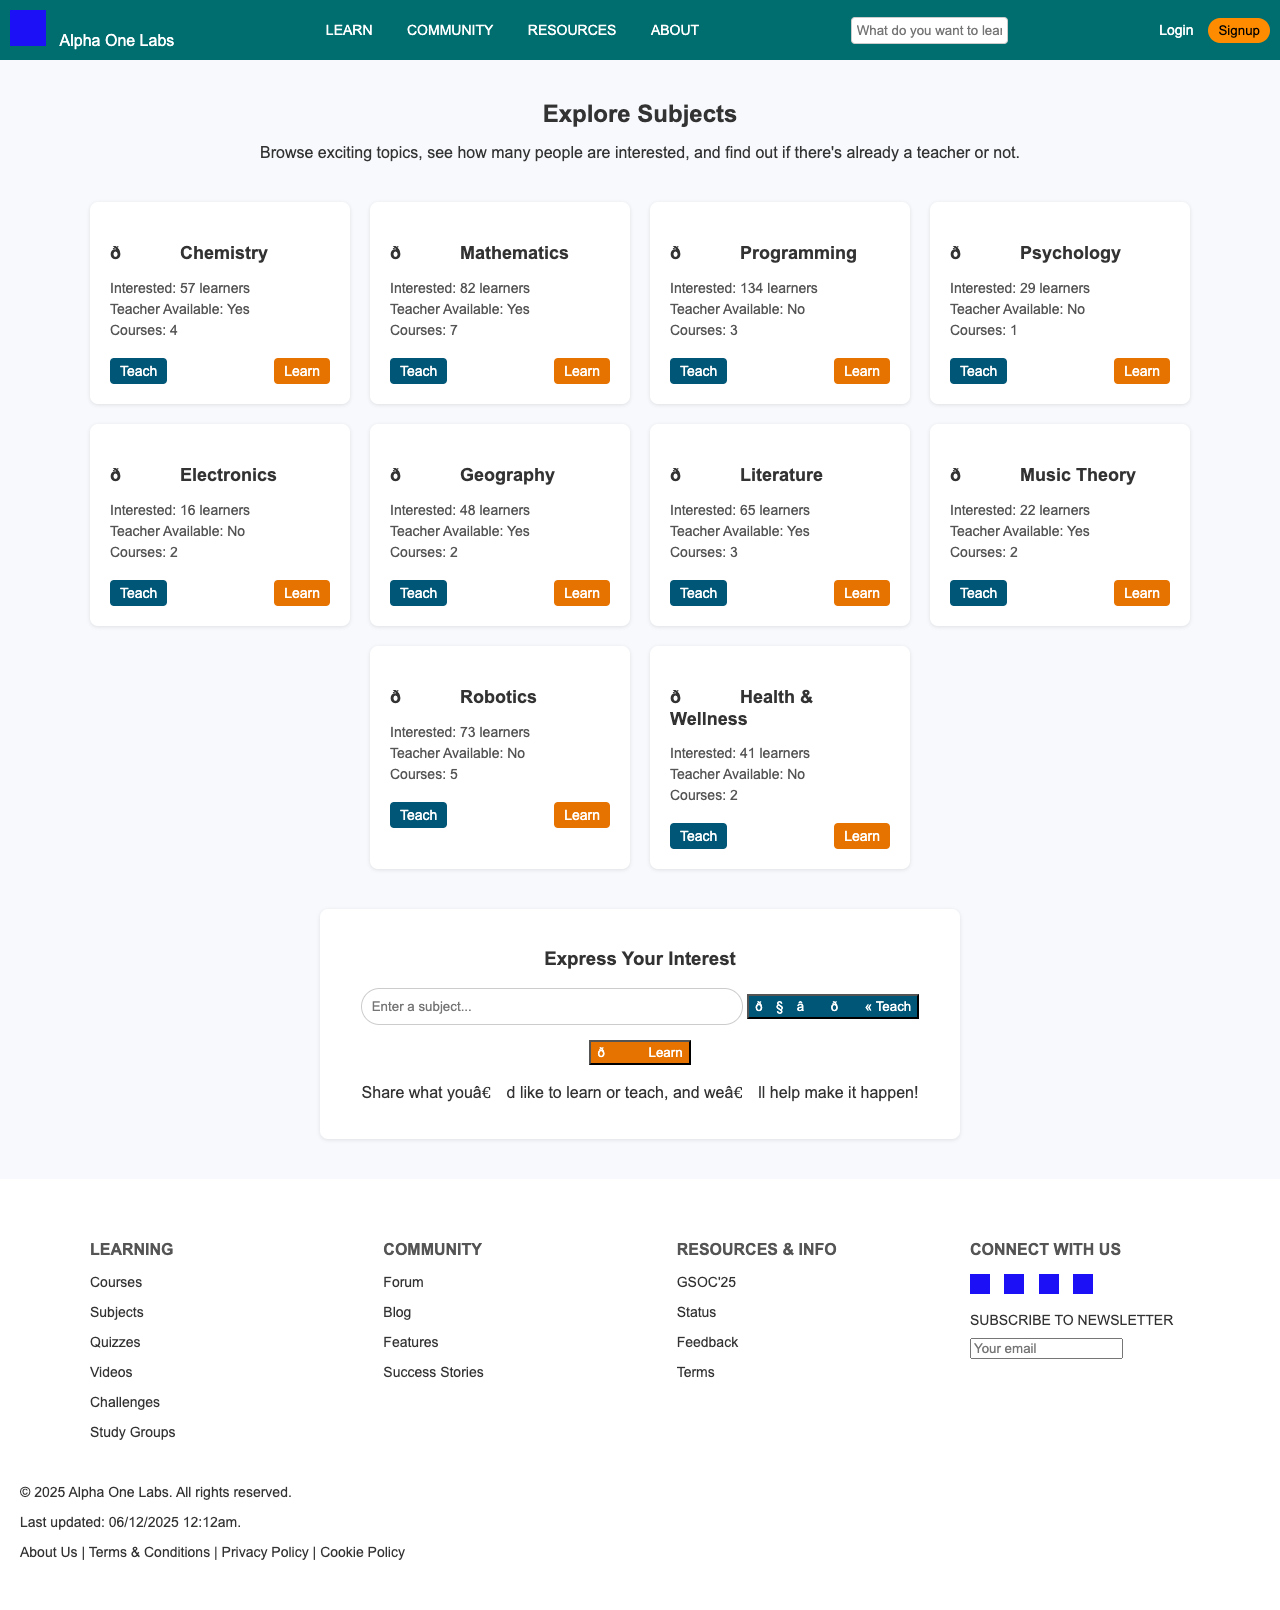 Alpha One Labs LEARN COMMUNITY RESOURCES ABOUT What do you want to lear Login Signup
Explore Subjects
Browse exciting topics, see how many people are interested, and find out if there's already a teacher or not.
ð Chemistry
Interested: 57 learners
Teacher Available: Yes
Courses: 4
Teach Learn
ð Mathematics
Interested: 82 learners
Teacher Available: Yes
Courses: 7
Teach Learn
ð Programming
Interested: 134 learners
Teacher Available: No
Courses: 3
Teach Learn
ð Psychology
Interested: 29 learners
Teacher Available: No
Courses: 1
Teach Learn
ð Electronics
Interested: 16 learners
Teacher Available: No
Courses: 2
Teach Learn
ð Geography
Interested: 48 learners
Teacher Available: Yes
Courses: 2
Teach Learn
ð Literature
Interested: 65 learners
Teacher Available: Yes
Courses: 3
Teach Learn
ð Music Theory
Interested: 22 learners
Teacher Available: Yes
Courses: 2
Teach Learn
ð Robotics
Interested: 73 learners
Teacher Available: No
Courses: 5
Teach Learn
ð Health &
Wellness
Interested: 41 learners
Teacher Available: No
Courses: 2
Teach Learn
Express Your Interest
Enter a subject... ð § â ð « Teach
ð Learn
Share what youâ€ d like to learn or teach, and weâ€ ll help make it happen!
LEARNING
Courses
Subjects
Quizzes
Videos
Challenges
Study Groups
COMMUNITY
Forum
Blog
Features
Success Stories
RESOURCES & INFO
GSOC'25
Status
Feedback
Terms
CONNECT WITH US
SUBSCRIBE TO NEWSLETTER
Your email
© 2025 Alpha One Labs. All rights reserved.
Last updated: 06/12/2025 12:12am.
About Us | Terms & Conditions | Privacy Policy | Cookie Policy